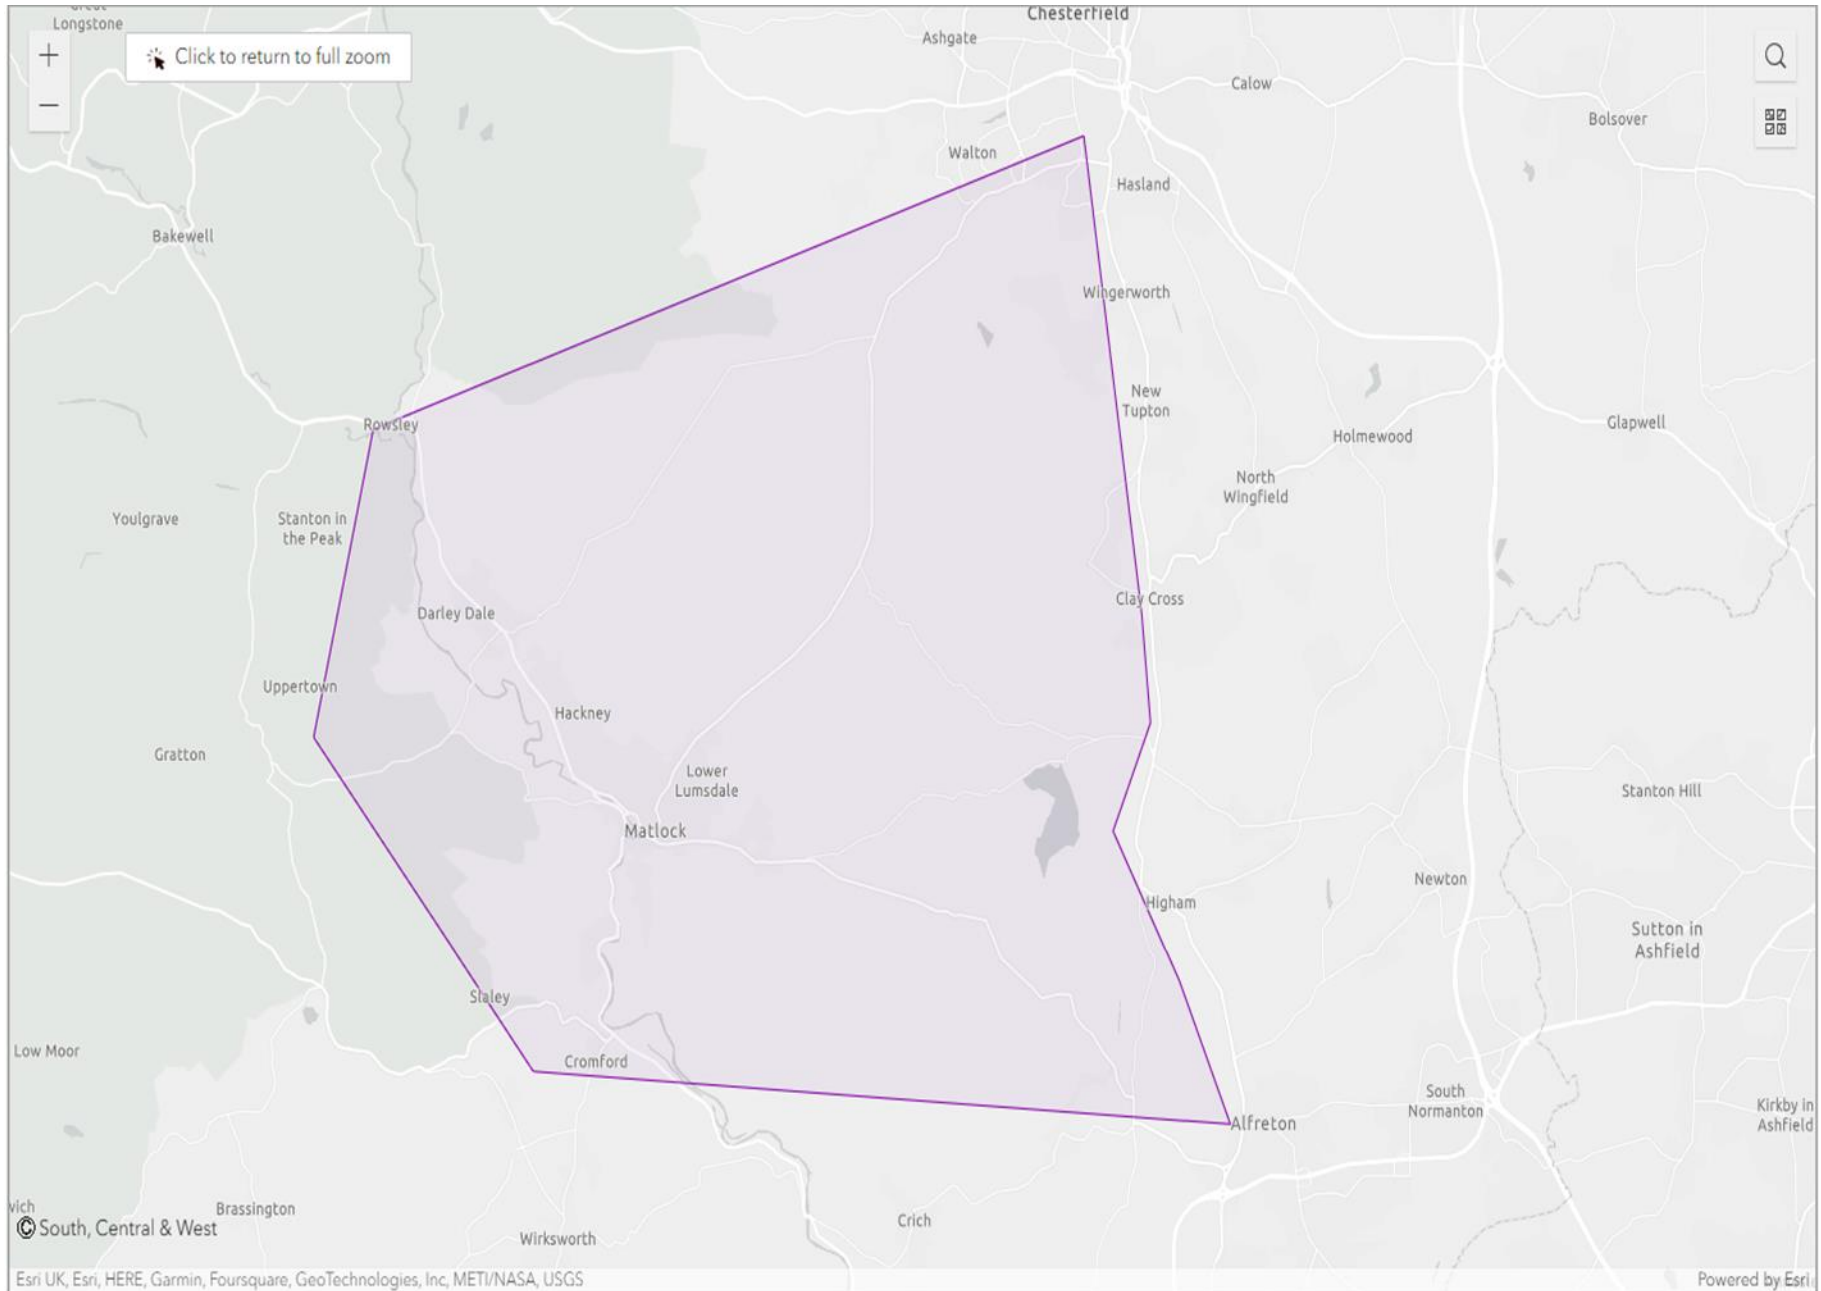 Great
Longstone
Chesterfield
Ashgate
+
Click to return to full zoom
−
Calow
Bolsover
Walton
Hasland
Bakewell
Wingerworth
New
Tupton
Rowsley
Glapwell
Holmewood
North
Wingfield
Youlgrave
Stanton in
the Peak
Clay Cross
Darley Dale
Uppertown
Hackney
Gratton
Lower
Lumsdale
Stanton Hill
Matlock
Newton
Higham
Sutton in
Ashfield
Slaley
Low Moor
Cromford
South
Normanton
Kirkby in
Ashfield
Alfreton
wich
Brassington
Crich
© South, Central & West
Wirksworth
Esri UK, Esri, HERE, Garmin, Foursquare, GeoTechnologies, Inc, METI/NASA, USGS
Powered by Esri